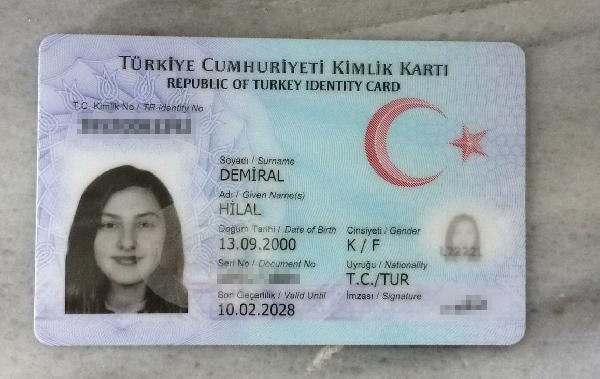 TÜRKİYE CUMHURİYETİ KİMLİK KARTI
REPUBLIC OF TURKEY IDENTITY CARD
T.C. Kimlik No / TR Identity No
Soyadı / Surname
DEMİRAL
Adı / Given Name(s)
HİLAL
Doğum Tarihi / Date of Birth Cinsiyeti / Gender
13.09.2000 K / F
Seri No / Document No Uyruğu / Nationality
T.C./TUR
Son Geçerlilik / Valid Until İmzası / Signature
10.02.2028